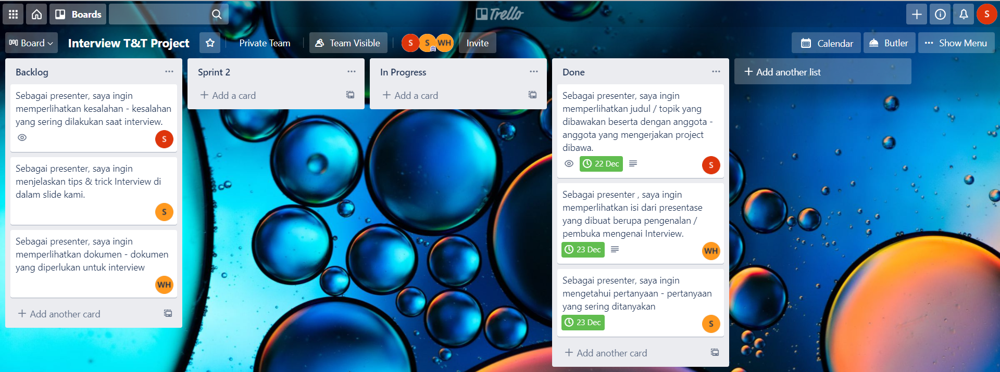 Boards
Trello
S
Board
Interview T&T Project
Private Team
Team Visible
S
S
WH
Invite
Calendar
Butler
Show Menu
Backlog
Sebagai presenter, saya ingin
memperlihatkan kesalahan - kesalahan
yang sering dilakukan saat interview.
S
Sebagai presenter, saya ingin
menjelaskan tips & trick Interview di
dalam slide kami.
S
Sebagai presenter, saya ingin
memperlihatkan dokumen - dokumen
yang diperlukan untuk interview
WH
+ Add another card
Sprint 2
+ Add a card
In Progress
+ Add a card
Done
Sebagai presenter, saya ingin
memperlihatkan judul / topik yang
dibawakan beserta dengan anggota -
anggota yang mengerjakan project
dibawa.
22 Dec
S
Sebagai presenter , saya ingin
memperlihatkan isi dari presentase
yang dibuat berupa pengenalan /
pembuka mengenai Interview.
23 Dec
WH
Sebagai presenter, saya ingin
mengetahui pertanyaan - pertanyaan
yang sering ditanyakan
23 Dec
S
+ Add another card
+ Add another list